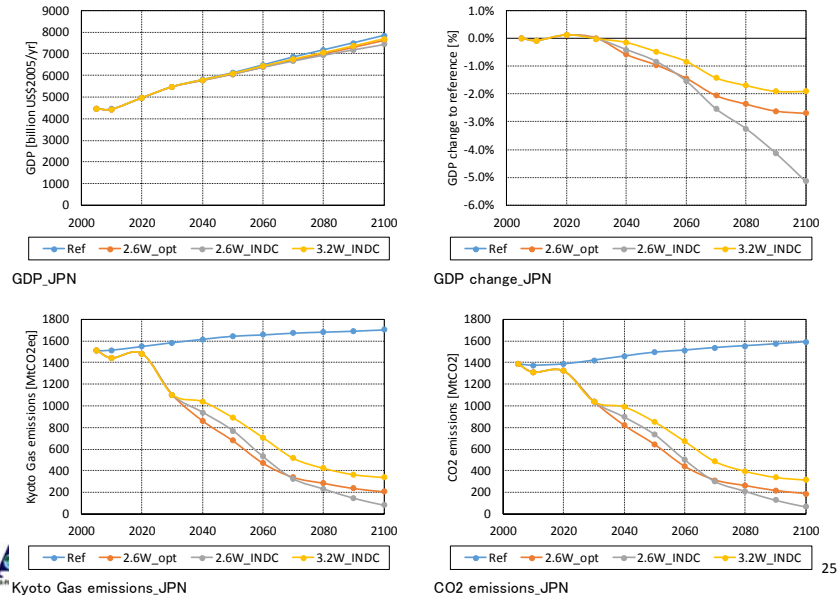 GDP [billion US$2005/yr]
9000
8000
7000
6000
5000
4000
3000
2000
1000
0
2000 2020 2040 2060 2080 2100
Ref 2.6W_opt 2.6W_INDC 3.2W_INDC
GDP_JPN
GDP change to reference [%]
1.0%
0.0%
-1.0%
-2.0%
-3.0%
-4.0%
-5.0%
-6.0%
2000 2020 2040 2060 2080 2100
Ref 2.6W_opt 2.6W_INDC 3.2W_INDC
GDP change_JPN
Kyoto Gas emissions [MtCO2eq]
1800
1600
1400
1200
1000
800
600
400
200
0
2000 2020 2040 2060 2080 2100
Ref 2.6W_opt 2.6W_INDC 3.2W_INDC
Kyoto Gas emissions_JPN
CO2 emissions [MtCO2]
1800
1600
1400
1200
1000
800
600
400
200
0
2000 2020 2040 2060 2080 2100
Ref 2.6W_opt 2.6W_INDC 3.2W_INDC
CO2 emissions_JPN
25